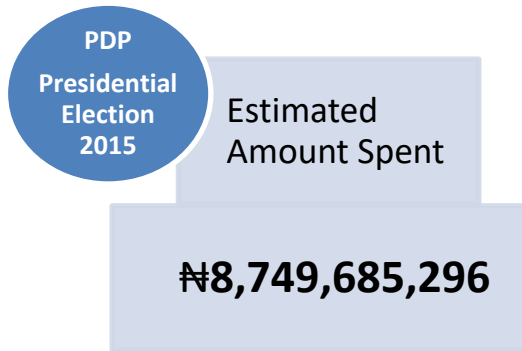 PDP
Presidential
Election
2015
Estimated
Amount Spent
₦8,749,685,296